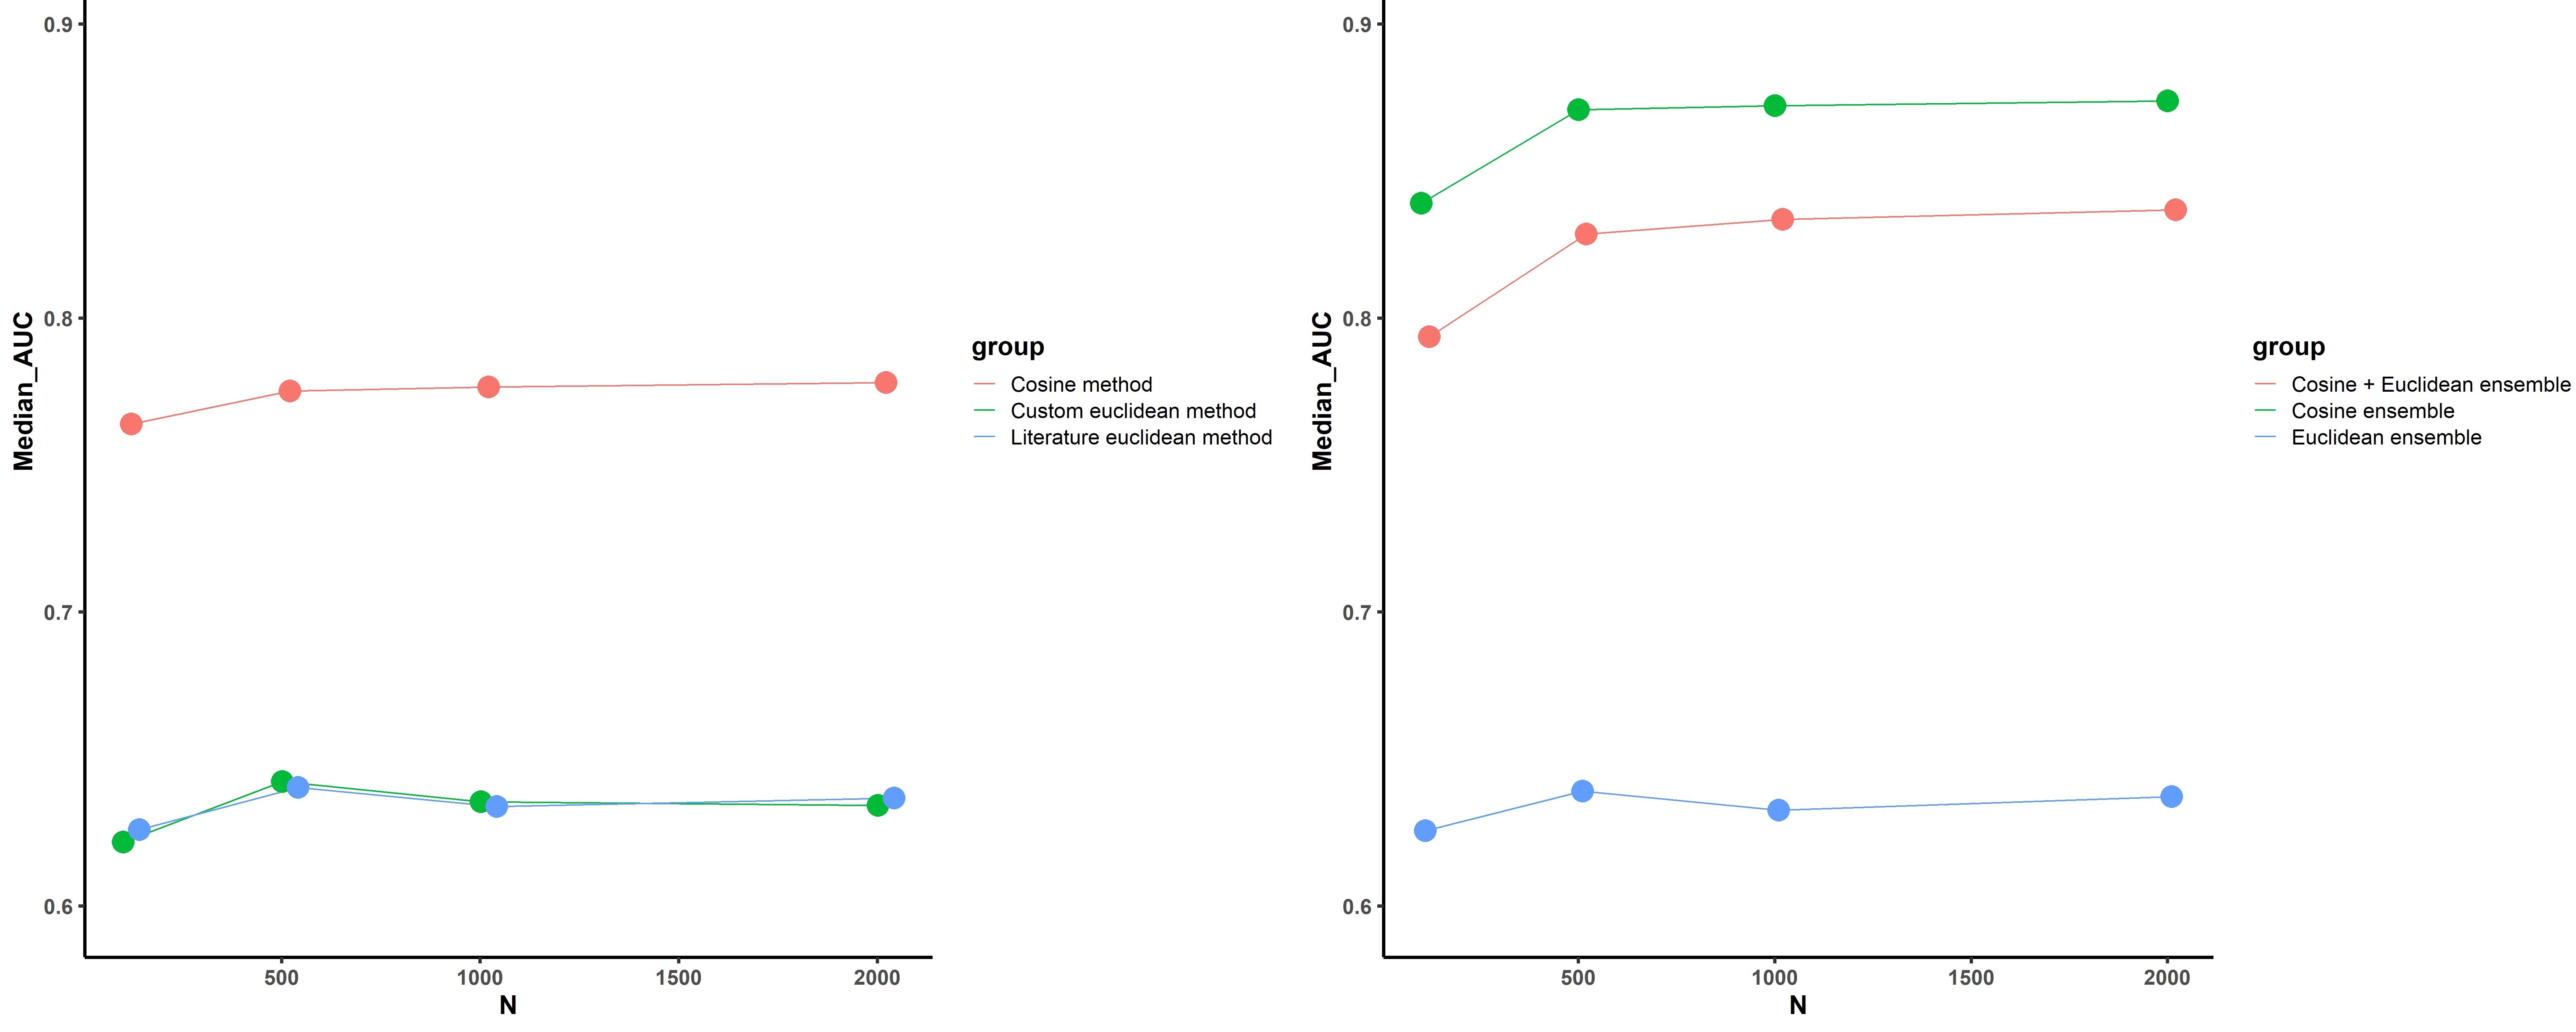 0.9
0.8
0.7
0.6
Median_AUC
500 1000 1500 2000
N
group
Cosine method
Custom euclidean method
Literature euclidean method
0.9
0.8
0.7
0.6
Median_AUC
500 1000 1500 2000
N
group
Cosine + Euclidean ensemble
Cosine ensemble
Euclidean ensemble